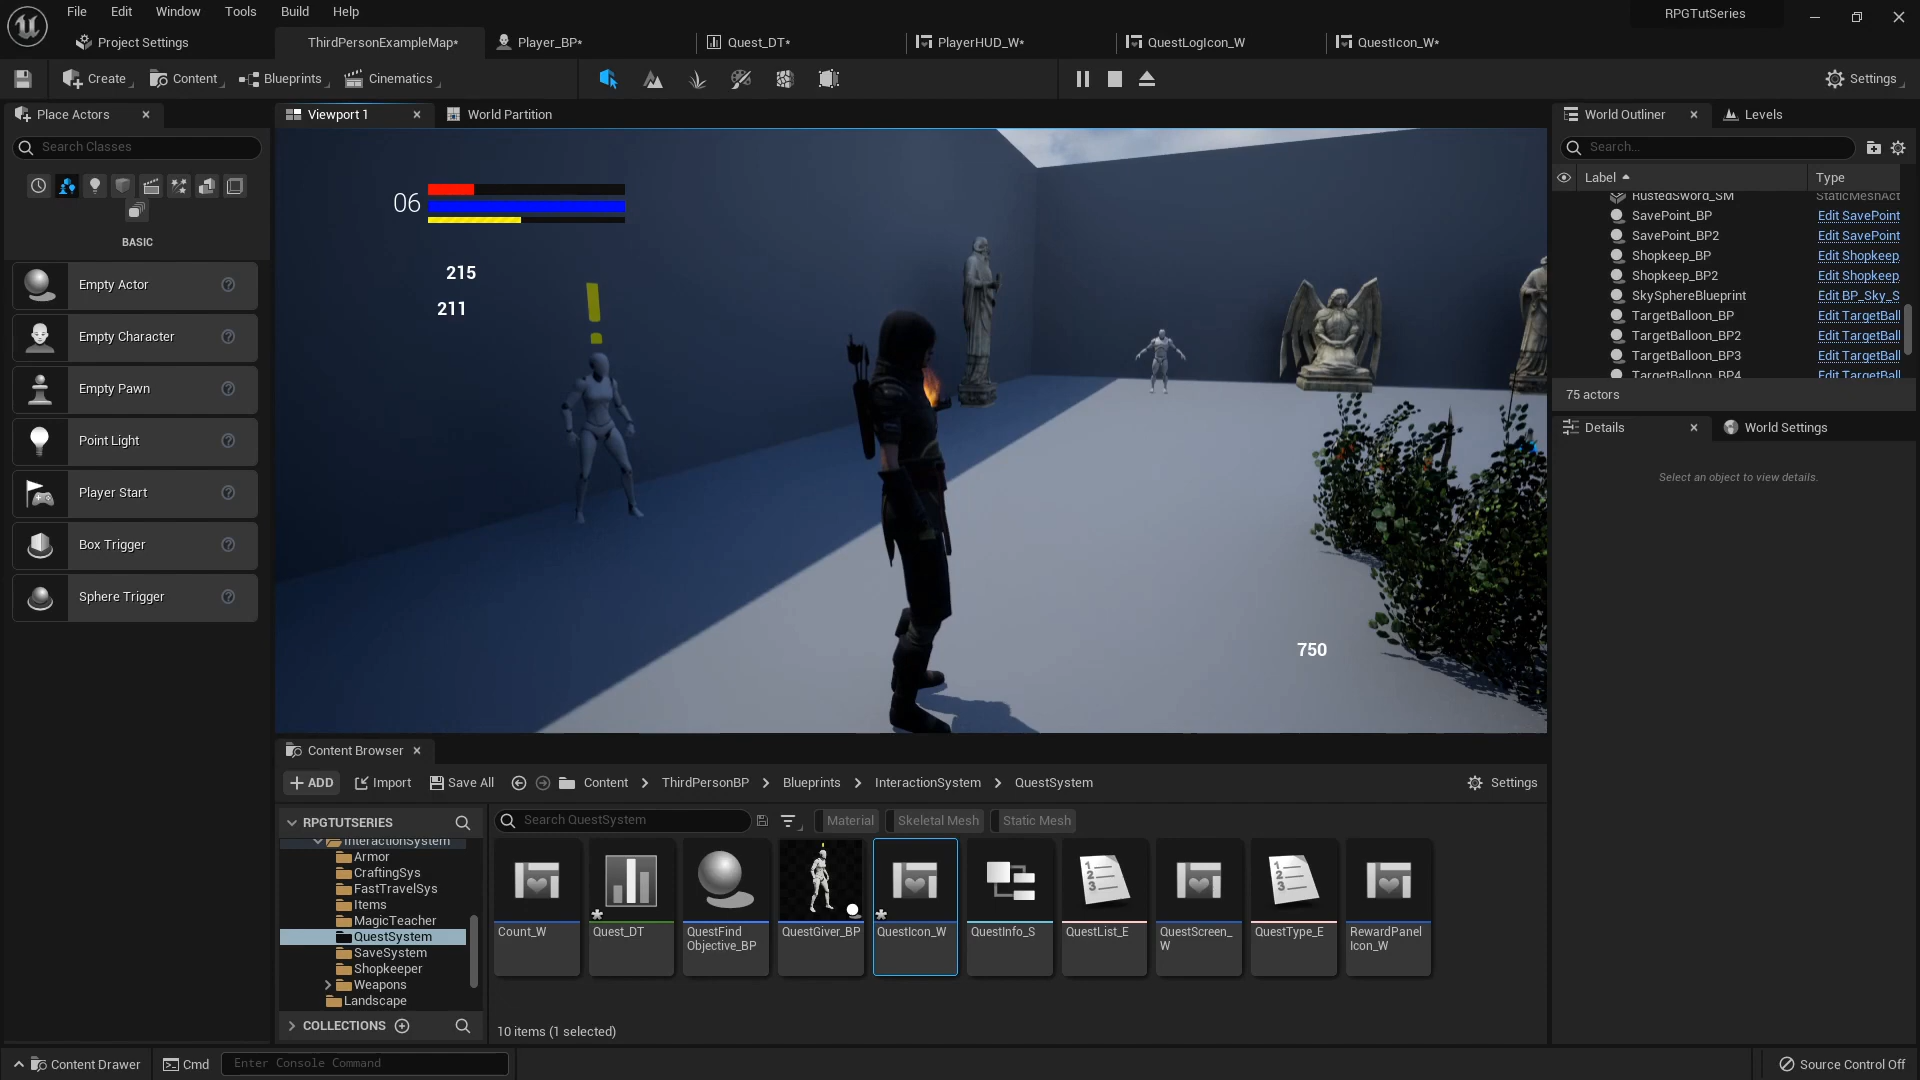 File Edit Window Tools Build Help
RPGTutSeries
Project Settings
ThirdPersonExampleMap*
Player_BP*
Quest_DT*
PlayerHUD_W*
QuestLogIcon_W
QuestIcon_W*
Create
Content
Blueprints
Cinematics
Settings
Place Actors
Search Classes
BASIC
Empty Actor
Empty Character
Empty Pawn
Point Light
Player Start
Box Trigger
Sphere Trigger
Viewport 1
World Partition
06
215
211
!
750
World Outliner
Levels
Search...
Label Type
RustedSword_SM StaticMeshAct
SavePoint_BP Edit SavePoint
SavePoint_BP2 Edit SavePoint
Shopkeep_BP Edit Shopkeep
Shopkeep_BP2 Edit Shopkeep
SkySphereBlueprint Edit BP_Sky_S
TargetBalloon_BP Edit TargetBall
TargetBalloon_BP2 Edit TargetBall
TargetBalloon_BP3 Edit TargetBall
TargetBalloon_BP4 Edit TargetBall
75 actors
Details
World Settings
Select an object to view details.
Content Browser
ADD Import Save All Content > ThirdPersonBP > Blueprints > InteractionSystem > QuestSystem Settings
RPGTUTSERIES
InteractionSystem
Armor
CraftingSys
FastTravelSys
Items
MagicTeacher
QuestSystem
SaveSystem
Shopkeeper
Weapons
Landscape
COLLECTIONS
Search QuestSystem
Material Skeletal Mesh Static Mesh
Count_W
Quest_DT
QuestFind
Objective_BP
QuestGiver_BP
QuestIcon_W
QuestInfo_S
QuestList_E
QuestScreen_
W
QuestType_E
RewardPanel
Icon_W
10 items (1 selected)
Content Drawer
Cmd
Enter Console Command
Source Control Off